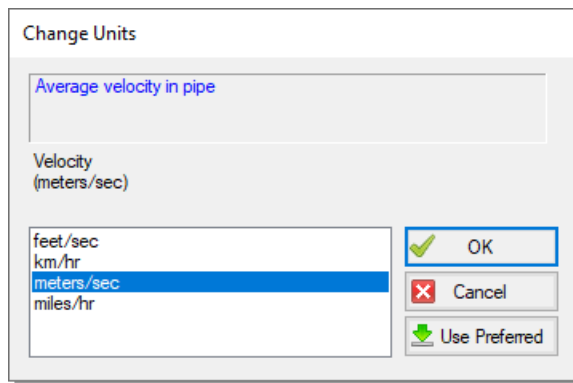 Change Units
Average velocity in pipe
Velocity
(meters/sec)
feet/sec
km/hr
meters/sec
miles/hr
OK
Cancel
Use Preferred